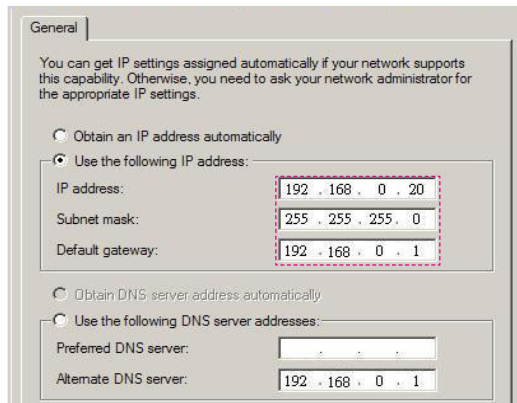 General
You can get IP settings assigned automatically if your network supports
this capability. Otherwise, you need to ask your network administrator for
the appropriate IP settings.
Obtain an IP address automatically
Use the following IP address:
IP address: 192 . 168 . 0 . 20
Subnet mask: 255 . 255 . 255 . 0
Default gateway: 192 . 168 . 0 . 1
Obtain DNS server address automatically
Use the following DNS server addresses:
Preferred DNS server: . . .
Alternate DNS server: 192 . 168 . 0 . 1